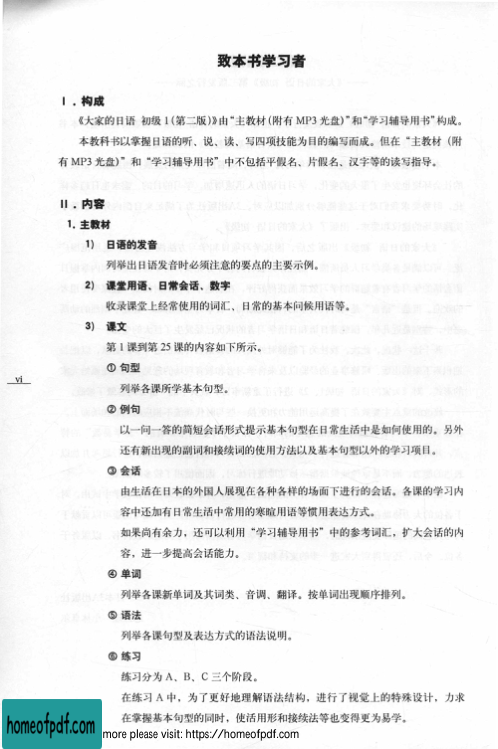 致本书学习者
Ⅰ．构成
《大家的日语 初级1(第二版)》由“主教材(附有MP3光盘)”和“学习辅导用书”构成。
本教科书以掌握日语的听、说、读、写四项技能为目的编写而成。但在“主教材（附
有MP3光盘）”和“学习辅导用书”中不包括平假名、片假名、汉字等的读写指导。
Ⅱ．内容
1．主教材
1） 日语的发音
列举出日语发音时必须注意的要点的主要示例。
2） 课堂用语、日常会话、数字
收录课堂上经常使用的词汇、日常的基本问候用语等。
3） 课文
第1课到第25课的内容如下所示。
① 句型
vi
列举各课所学基本句型。
② 例句
以一问一答的简短会话形式提示基本句型在日常生活中是如何使用的。另外
还有新出现的副词和接续词的使用方法以及基本句型以外的学习项目。
③ 会话
由生活在日本的外国人展现在各种各样的场面下进行的会话。各课的学习内
容中还加有日常生活中常用的寒暄用语等惯用表达方式。
如果尚有余力，还可以利用“学习辅导用书”中的参考词汇，扩大会话的内
容，进一步提高会话能力。
④ 单词
列举各课新单词及其词类、音调、翻译。按单词出现顺序排列。
⑤ 语法
列举各课句型及表达方式的语法说明。
⑥ 练习
练习分为A、B、C三个阶段。
在练习A中，为了更好地理解语法结构，进行了视觉上的特殊设计，力求
在掌握基本句型的同时，使活用形和接续法等也变得更为易学。
homeofpdf.com
more please visit: https://homeofpdf.com